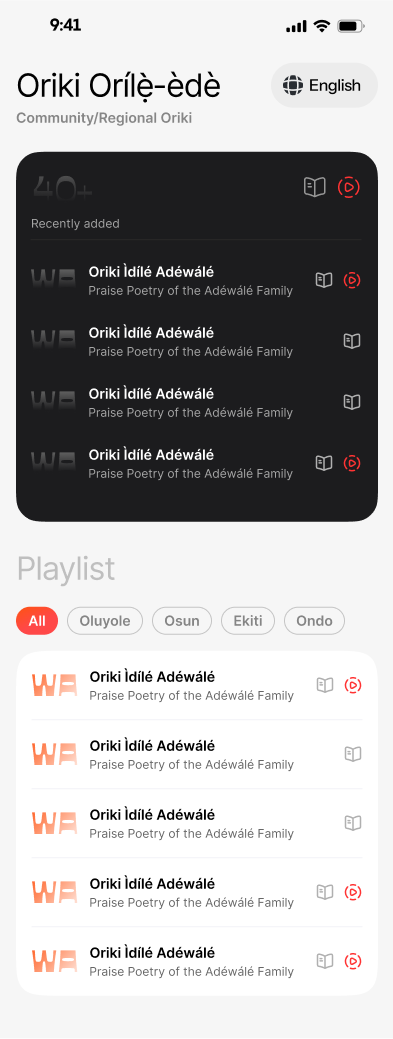 9:41
Oriki Orílẹ̀-èdè
English
Community/Regional Oriki
40+
Recently added
WA
Oriki Ìdílé Adéwálé
Praise Poetry of the Adéwálé Family
WA
Oriki Ìdílé Adéwálé
Praise Poetry of the Adéwálé Family
WA
Oriki Ìdílé Adéwálé
Praise Poetry of the Adéwálé Family
WA
Oriki Ìdílé Adéwálé
Praise Poetry of the Adéwálé Family
Playlist
All Oluyole Osun Ekiti Ondo
WA
Oriki Ìdílé Adéwálé
Praise Poetry of the Adéwálé Family
WA
Oriki Ìdílé Adéwálé
Praise Poetry of the Adéwálé Family
WA
Oriki Ìdílé Adéwálé
Praise Poetry of the Adéwálé Family
WA
Oriki Ìdílé Adéwálé
Praise Poetry of the Adéwálé Family
WA
Oriki Ìdílé Adéwálé
Praise Poetry of the Adéwálé Family